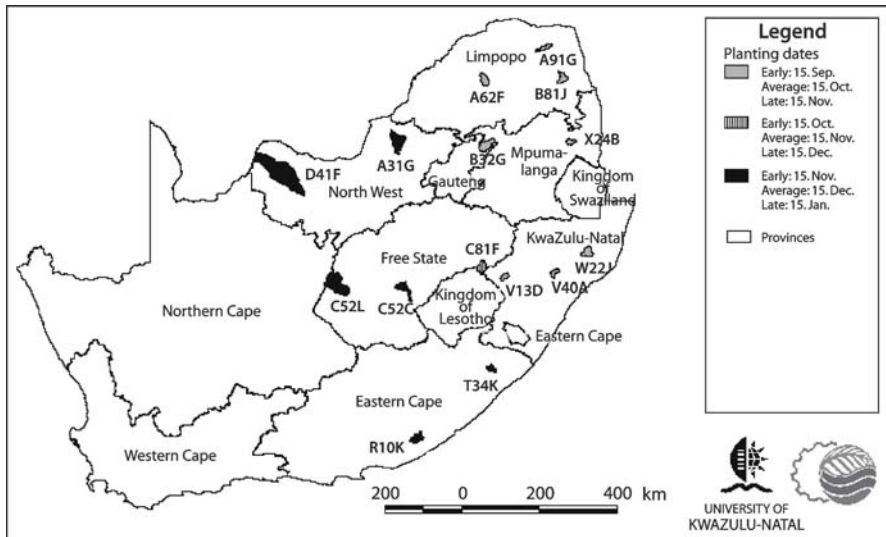 Legend
Planting dates
Early: 15. Sep.
Average: 15. Oct.
Late: 15. Nov.
Early: 15. Oct.
Average: 15. Nov.
Late: 15. Dec.
Early: 15. Nov.
Average: 15. Dec.
Late: 15. Jan.
Provinces
Limpopo
A91G
A62F
B81J
X24B
A31G
B32G
Mpuma-
langa
D41F
North West
Gauteng
Kingdom
of
Swaziland
C81F
KwaZulu-Natal
Free State
W22J
V13D
V40A
C52L
C52G
Kingdom
of
Lesotho
Northern Cape
Eastern Cape
T34K
Eastern Cape
R10K
Western Cape
200 0 200 400 km
UNIVERSITY OF
KWAZULU-NATAL